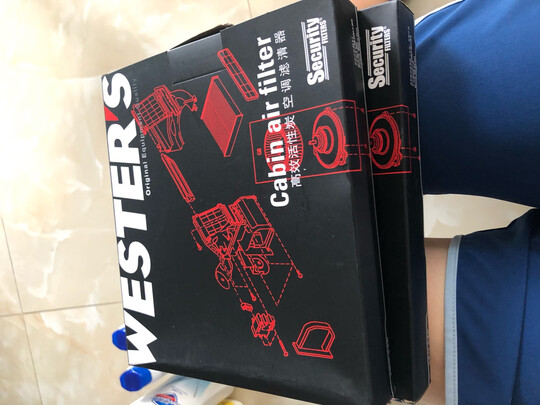 WESTER'S
Original Equipment Quality
Cabin air filter
高效活性炭 空调滤清器
Security
FILTERS
Security
FILTERS